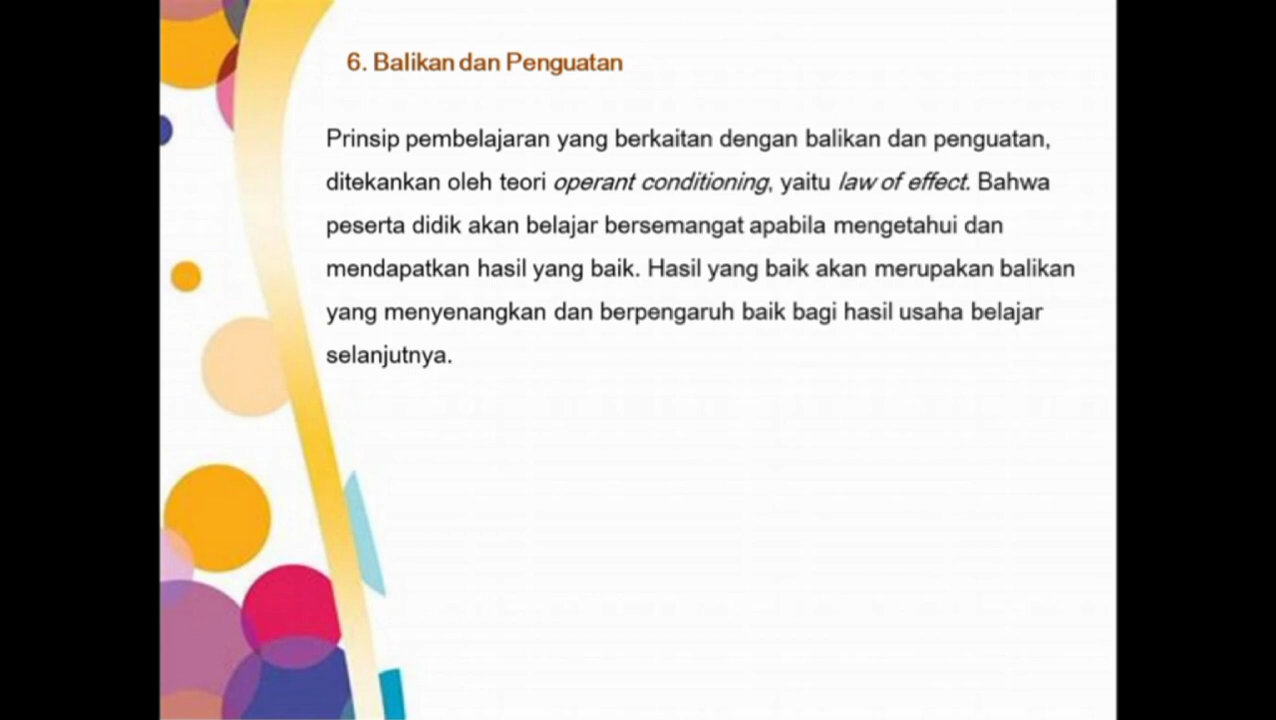 6. Balikan dan Penguatan
Prinsip pembelajaran yang berkaitan dengan balikan dan penguatan,
ditekankan oleh teori operant conditioning, yaitu law of effect. Bahwa
peserta didik akan belajar bersemangat apabila mengetahui dan
mendapatkan hasil yang baik. Hasil yang baik akan merupakan balikan
yang menyenangkan dan berpengaruh baik bagi hasil usaha belajar
selanjutnya.